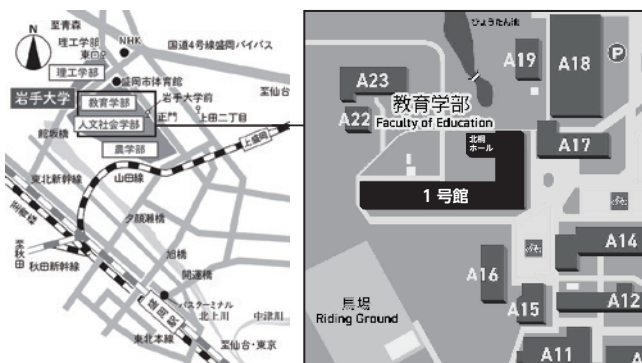 至青森
NHK
国道4号線盛岡バイパス
N
理工学部
東口
理工学部
盛岡市体育館
至仙台
岩手大学
教育学部
岩手大学前
人文社会学部
正門
上田二丁目
館坂橋
農学部
上盛岡
東北新幹線
山田線
夕顔瀬橋
至秋田
旭橋
秋田新幹線
開運橋
バスターミナル
盛岡駅
北上川
中津川
東北本線
至仙台・東京
ひょうたん池
A19
A18
P
A23
教育学部
Faculty of Education
A22
北桐
ホール
A17
1号館
A14
A16
A12
馬場
Riding Ground
A15
A11